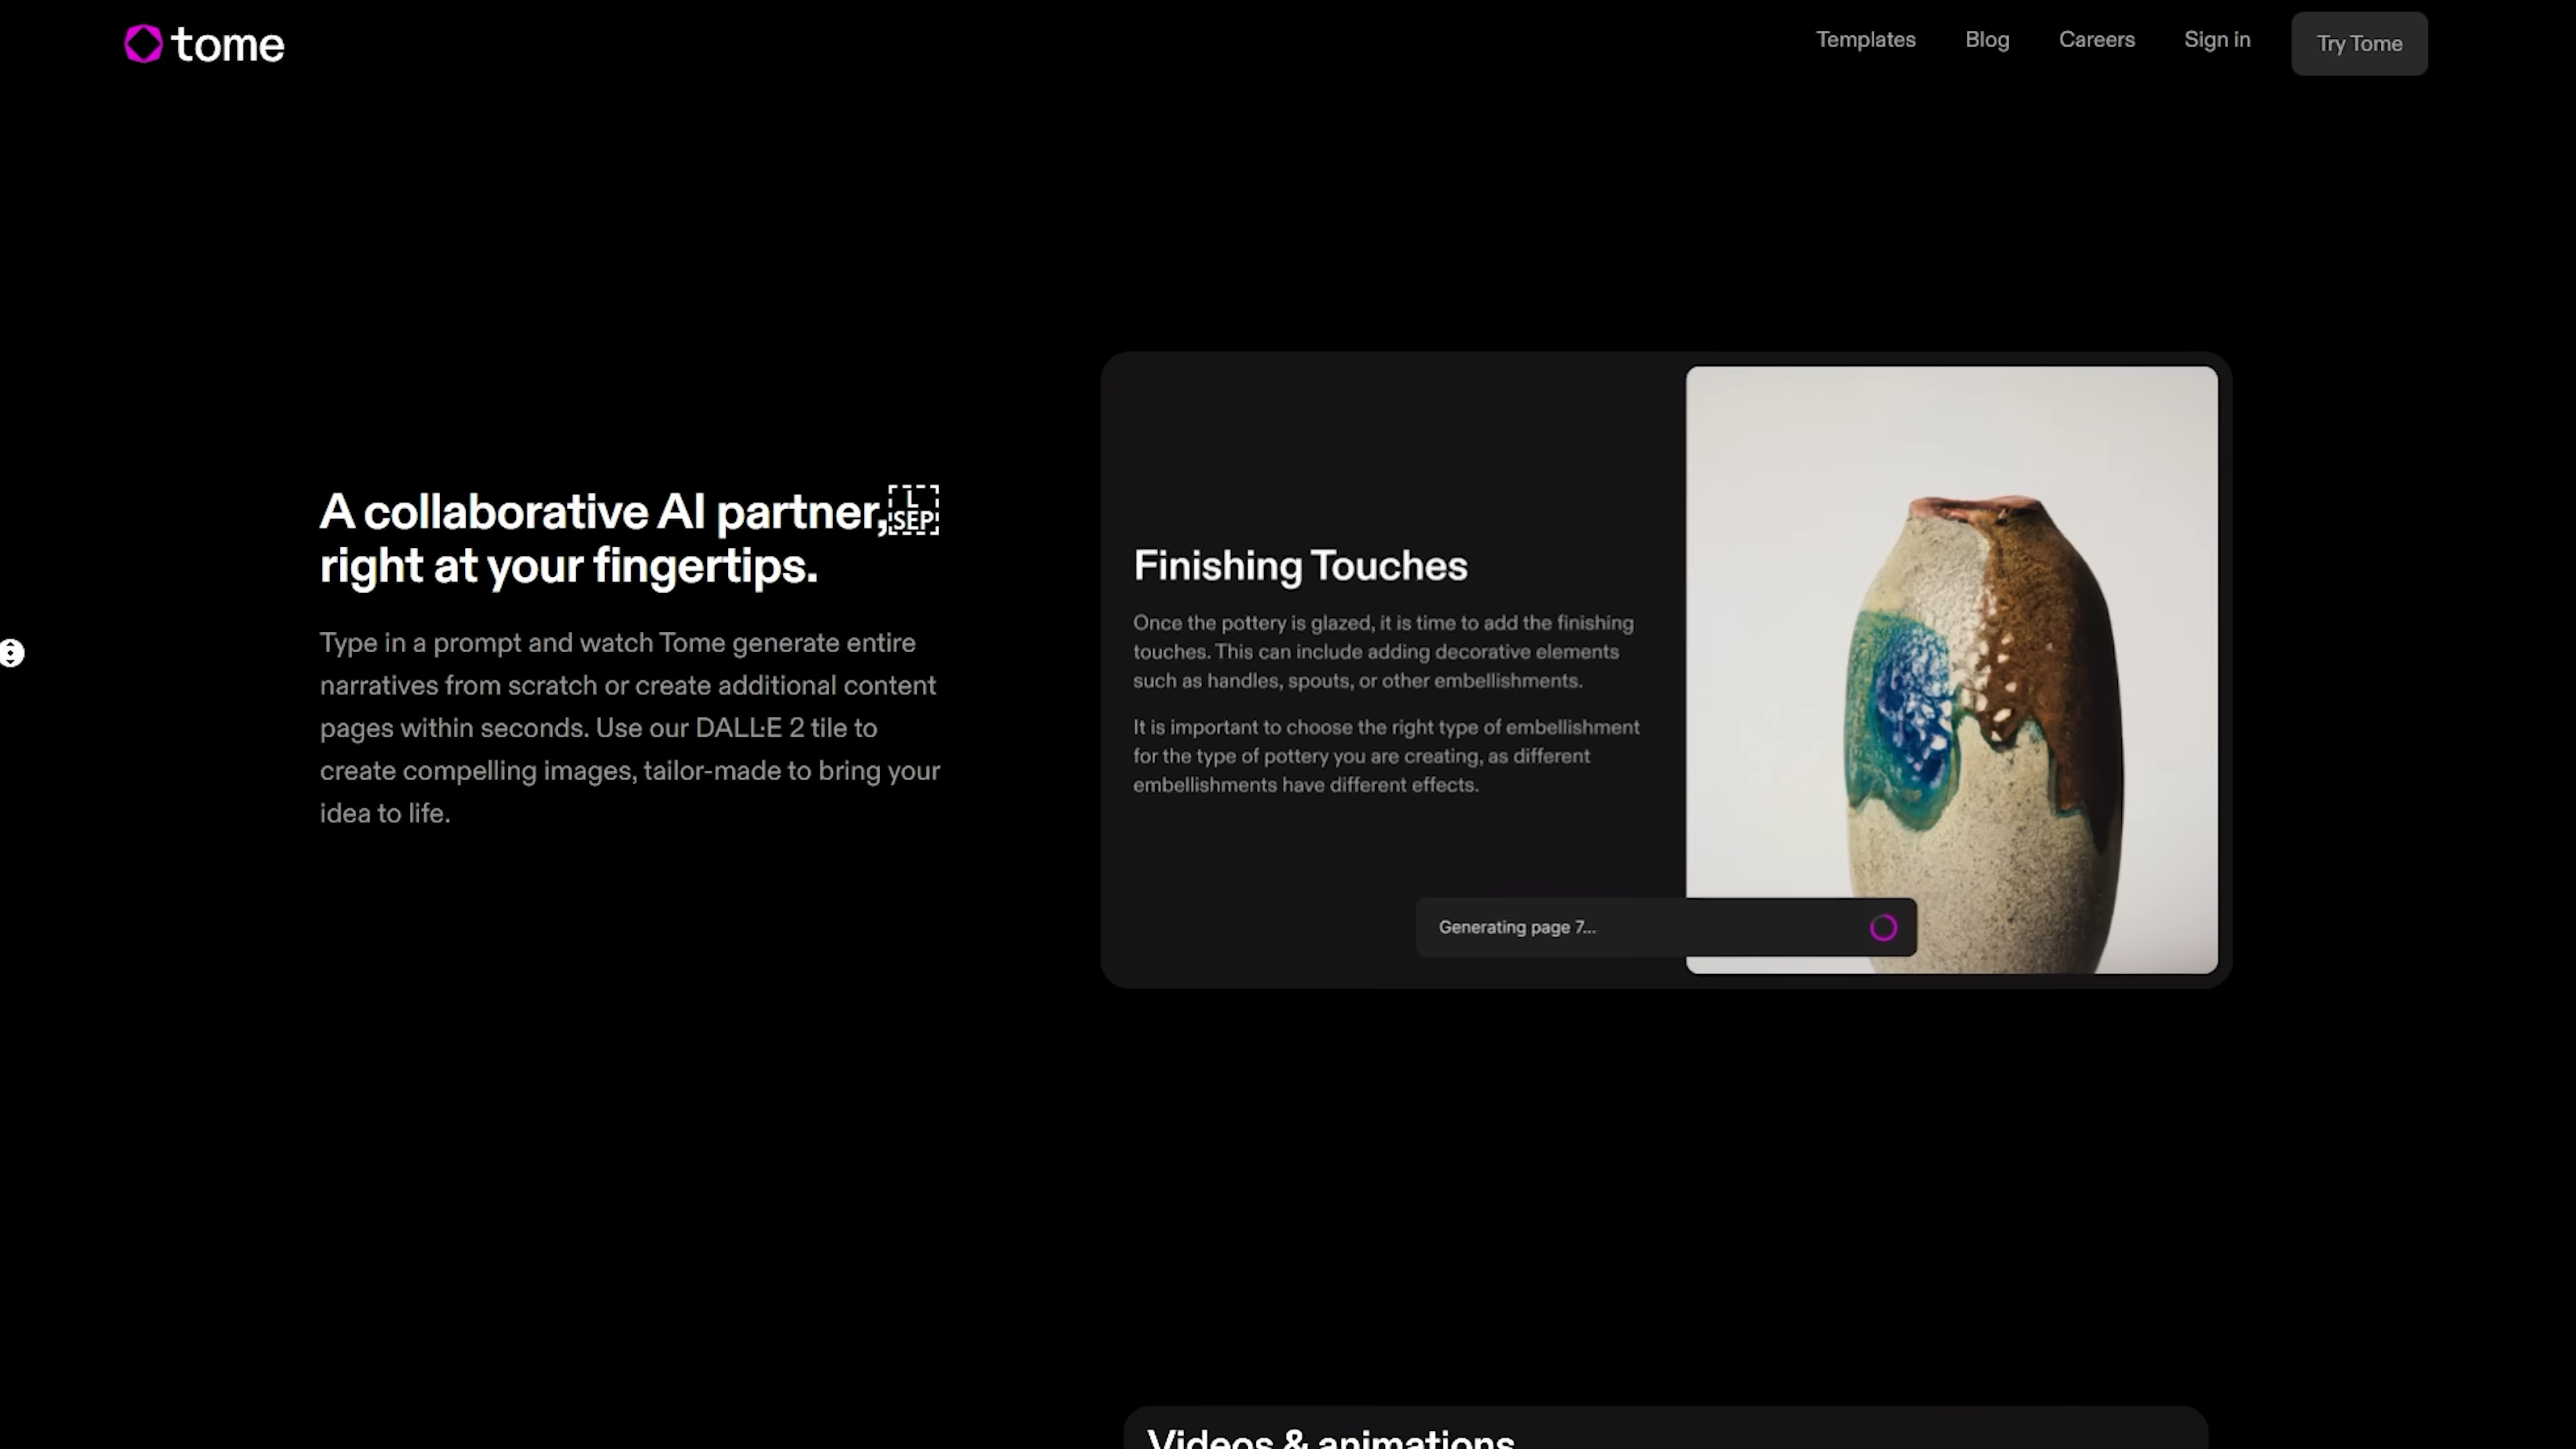 tome
Templates
Blog
Careers
Sign in
Try Tome
A collaborative AI partner,
L
SEP
right at your fingertips.
Type in a prompt and watch Tome generate entire
narratives from scratch or create additional content
pages within seconds. Use our DALL·E 2 tile to
create compelling images, tailor-made to bring your
idea to life.
Finishing Touches
Once the pottery is glazed, it is time to add the finishing
touches. This can include adding decorative elements
such as handles, spouts, or other embellishments.
It is important to choose the right type of embellishment
for the type of pottery you are creating, as different
embellishments have different effects.
Generating page 7...
Videos & animations